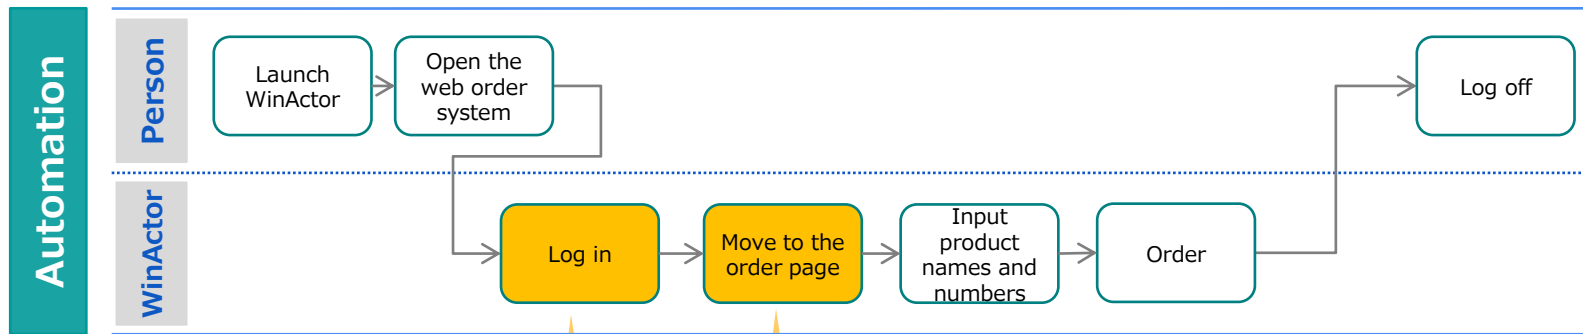 Automation
Person
Launch
WinActor
Open the
web order
system
Log off
WinActor
Log in
Move to the
order page
Input
product
names and
numbers
Order